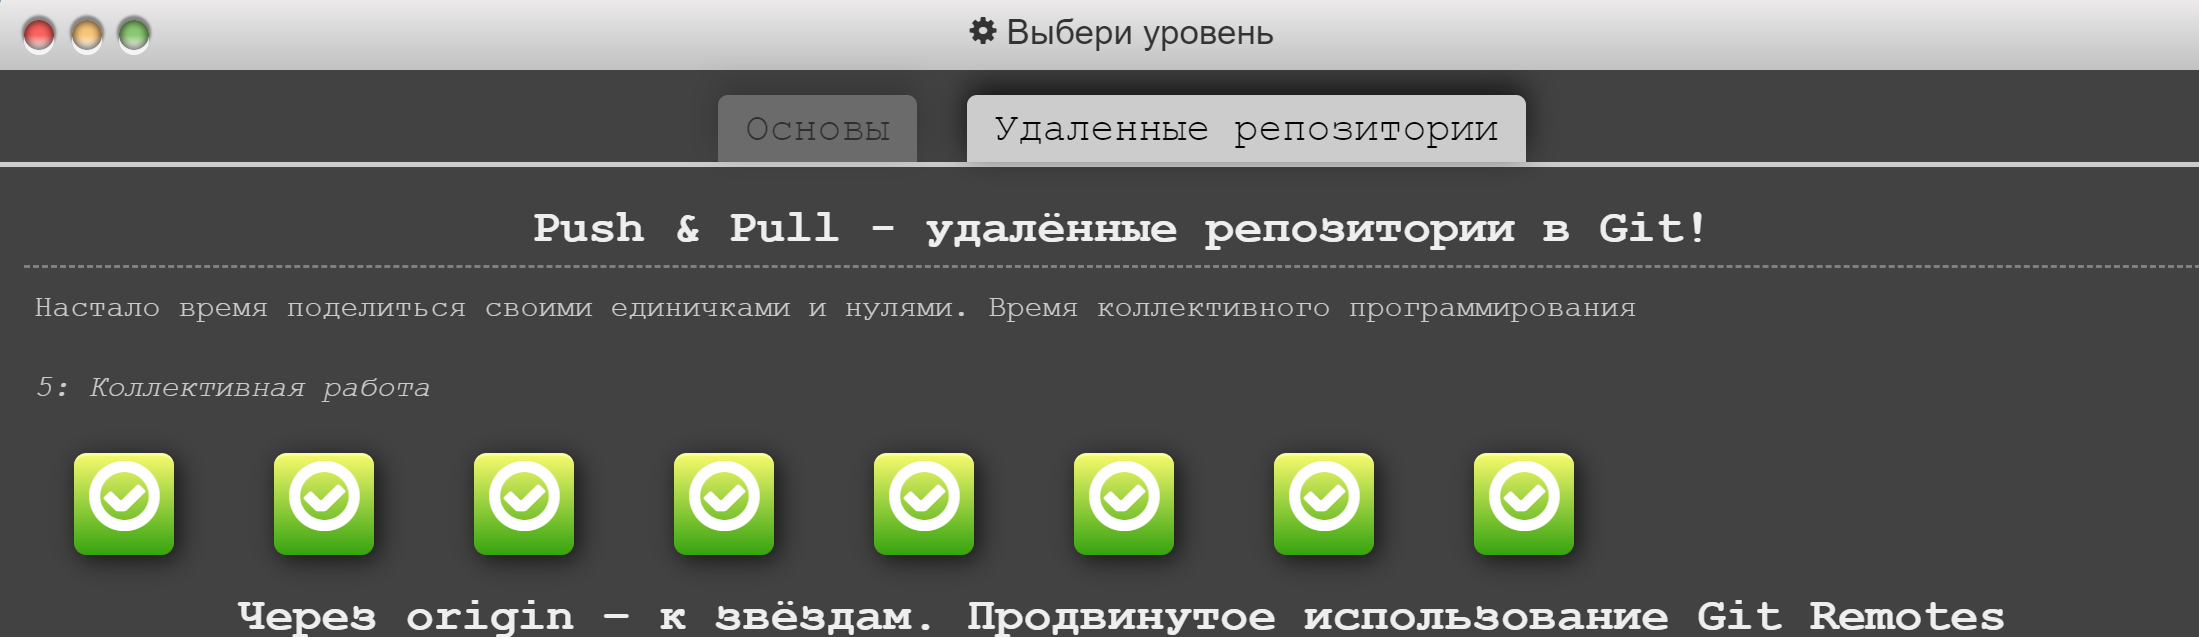 Выбери уровень
Основы
Удаленные репозитории
Push & Pull - удалённые репозитории в Git!
Настало время поделиться своими единичками и нулями. Время коллективного программирования
5: Коллективная работа
Через origin – к звёздам. Продвинутое использование Git Remotes